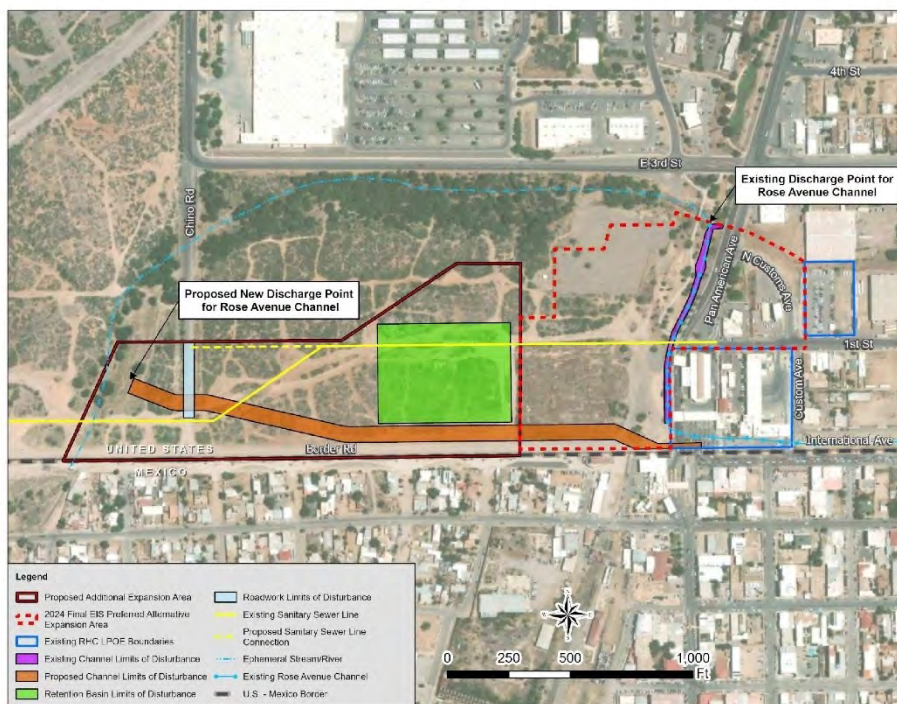 4th St
E 3rd St
Existing Discharge Point for
Rose Avenue Channel
Chino Rd
Pan American Ave
N Customs Ave
Proposed New Discharge Point
for Rose Avenue Channel
1st St
Custom Ave
International Ave
UNITED STATES
Border Rd
MEXICO
Legend
Proposed Additional Expansion Area
2024 Final EIS Preferred Alternative
Expansion Area
Existing RHC LPOE Boundaries
Existing Channel Limits of Disturbance
Proposed Channel Limits of Disturbance
Retention Basin Limits of Disturbance
Roadwork Limits of Disturbance
Existing Sanitary Sewer Line
Proposed Sanitary Sewer Line
Connection
Ephemeral Stream/River
Existing Rose Avenue Channel
U.S. - Mexico Border
N
W E
S
0 250 500 1,000
Ft